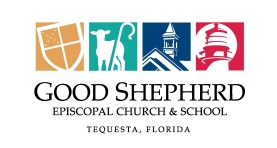 GOOD SHEPHERD
EPISCOPAL CHURCH & SCHOOL
TEQUESTA, FLORIDA